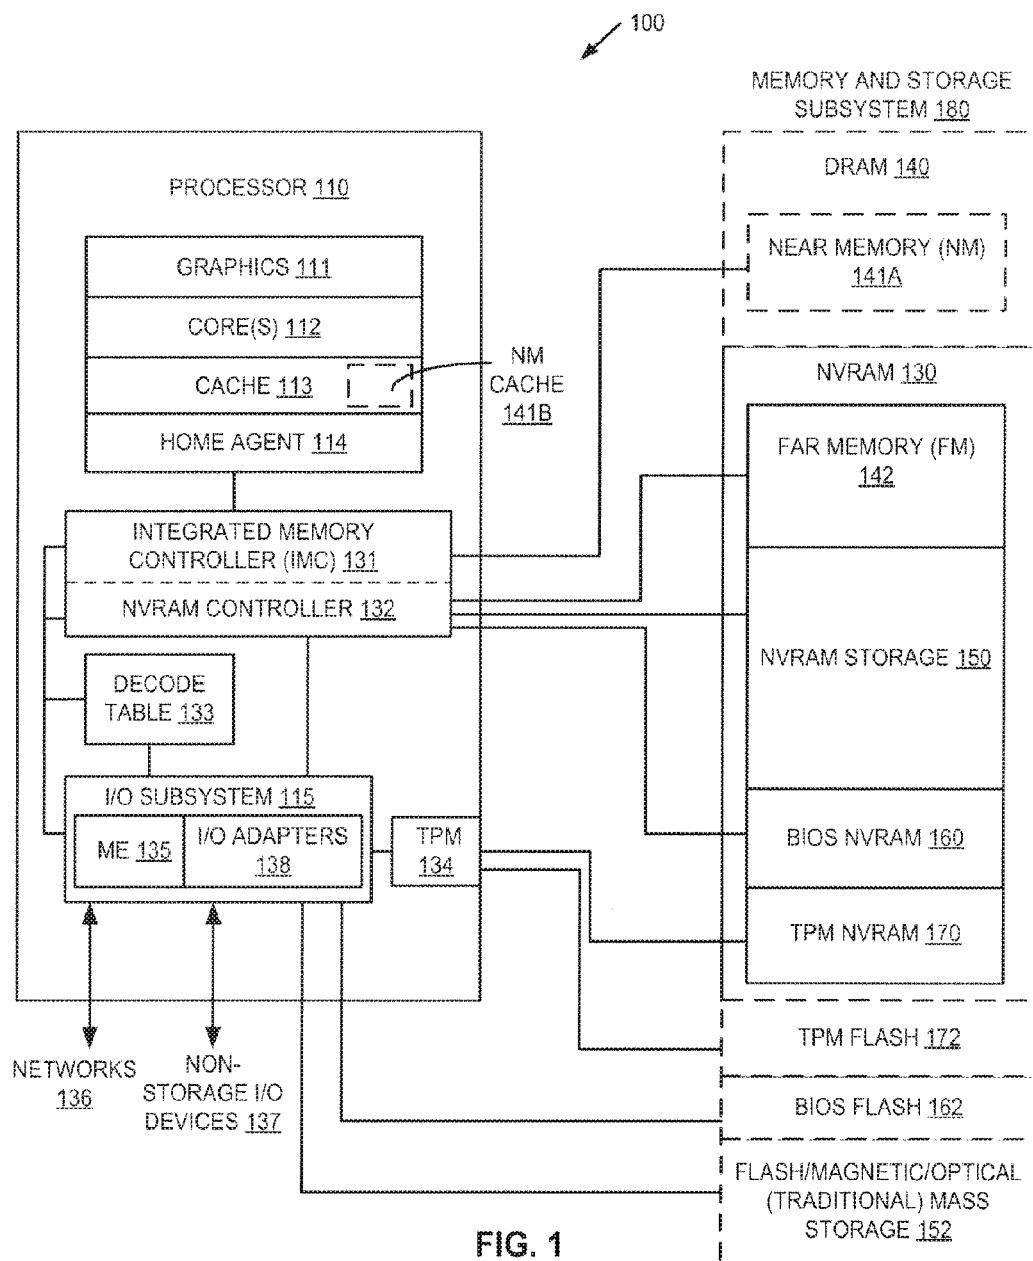 100
MEMORY AND STORAGE
SUBSYSTEM 180
PROCESSOR 110
GRAPHICS 111
CORE(S) 112
CACHE 113
HOME AGENT 114
NM
CACHE
141B
INTEGRATED MEMORY
CONTROLLER (IMC) 131
NVRAM CONTROLLER 132
DECODE
TABLE 133
I/O SUBSYSTEM 115
ME 135
I/O ADAPTERS
138
TPM
134
NETWORKS
136
NON-
STORAGE I/O
DEVICES 137
DRAM 140
NEAR MEMORY (NM)
141A
NVRAM 130
FAR MEMORY (FM)
142
NVRAM STORAGE 150
BIOS NVRAM 160
TPM NVRAM 170
TPM FLASH 172
BIOS FLASH 162
FLASH/MAGNETIC/OPTICAL
(TRADITIONAL) MASS
STORAGE 152
FIG. 1